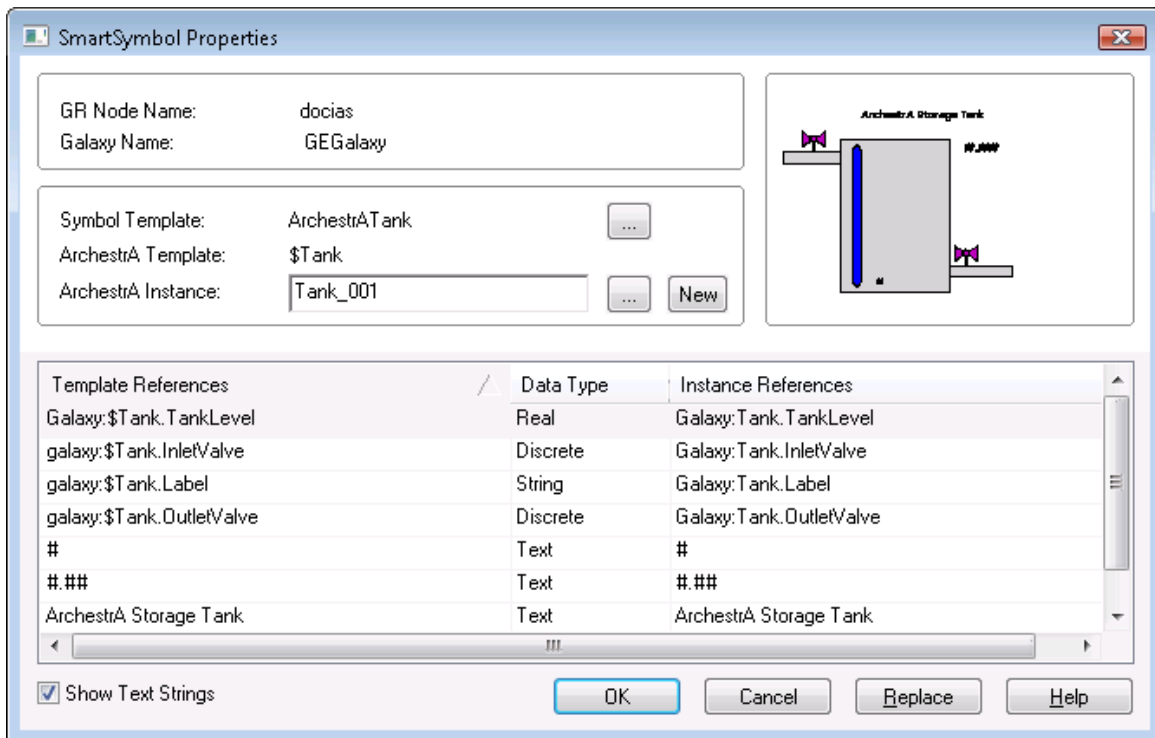 SmartSymbol Properties
GR Node Name: docias
Galaxy Name: GEGalaxy
ArchestrA Storage Tank
#.###
#
Symbol Template: ArchestrATank ...
ArchestrA Template: $Tank
ArchestrA Instance: Tank_001 ... New
Template References Data Type Instance References
Galaxy:$Tank.TankLevel Real Galaxy:Tank.TankLevel
galaxy:$Tank.InletValve Discrete Galaxy:Tank.InletValve
galaxy:$Tank.Label String Galaxy:Tank.Label
galaxy:$Tank.OutletValve Discrete Galaxy:Tank.OutletValve
# Text #
#.## Text #.##
ArchestrA Storage Tank Text ArchestrA Storage Tank
Show Text Strings OK Cancel Replace Help